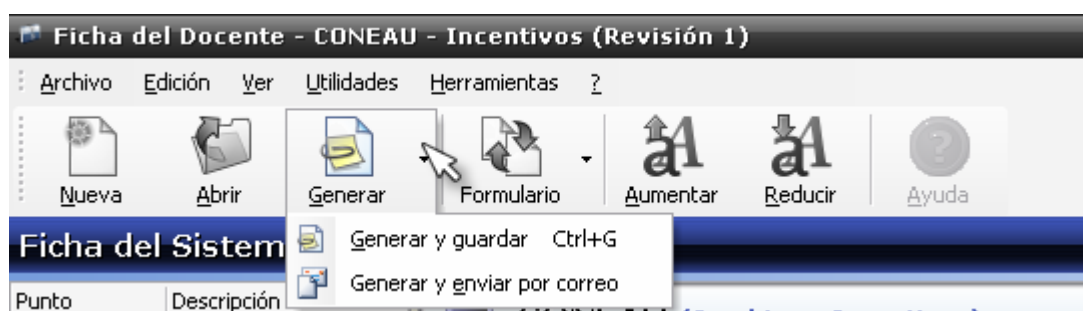 Ficha del Docente - CONEAU - Incentivos (Revisión 1)
Archivo Edición Ver Utilidades Herramientas ?
Nueva Abrir Generar Formulario Aumentar Reducir Ayuda
Generar y guardar Ctrl+G
Ficha del Sistem
Generar y enviar por correo
Punto Descripción